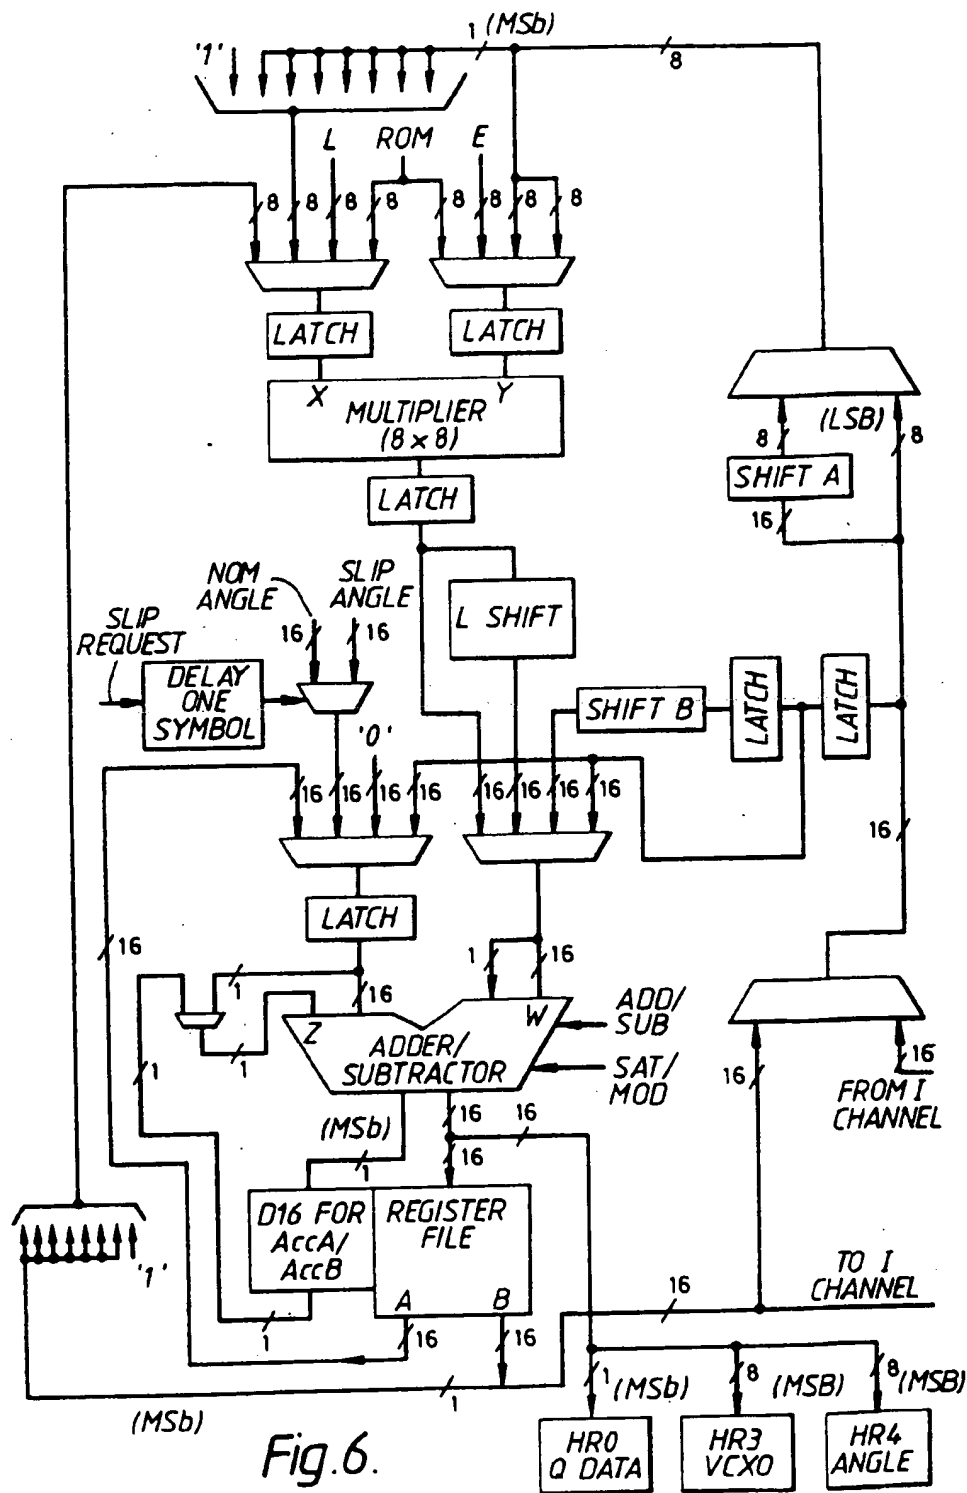 1 (MSb)
'1'
8
L ROM E
8 8 8 8 8 8 8 8
LATCH LATCH
X Y
MULTIPLIER
(8 x 8)
(LSB)
8 8
SHIFT A
LATCH
16
NOM
ANGLE
SLIP
ANGLE
L SHIFT
SLIP
REQUEST
16 16
DELAY
ONE
SYMBOL
SHIFT B
LATCH
LATCH
'0'
16 16 16 16 16 16 16 16
16
LATCH
16
1 1 16
16
Z W
ADD/
SUB
ADDER/
SUBTRACTOR
SAT/
MOD
1 1
16 16
FROM I
CHANNEL
(MSb)
16 16
1 16
D16 FOR
AccA/
AccB
REGISTER
FILE
'1'
TO I
CHANNEL
16
A B
1 16 16
1 (MSb) 8 (MSB) 8 (MSB)
1
(MSb)
HR0
Q DATA
HR3
VCXO
HR4
ANGLE
Fig.6.